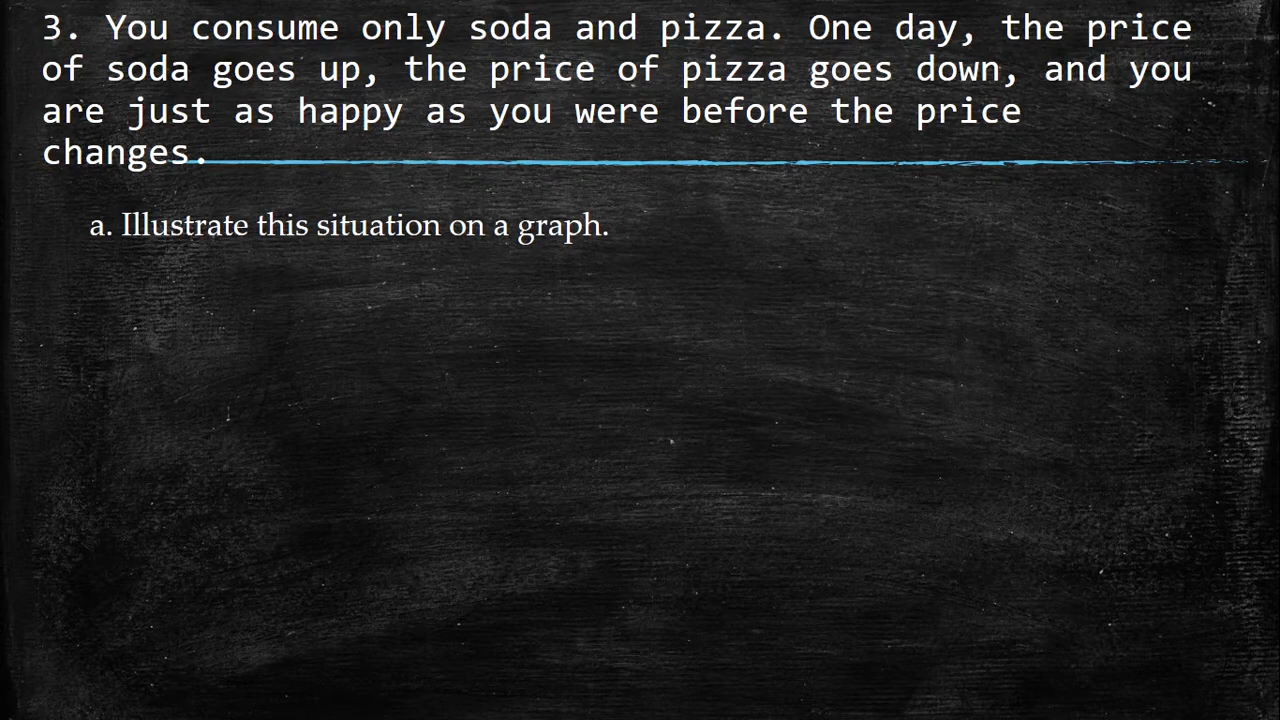 3. You consume only soda and pizza. One day, the price
of soda goes up, the price of pizza goes down, and you
are just as happy as you were before the price
changes.
a. Illustrate this situation on a graph.